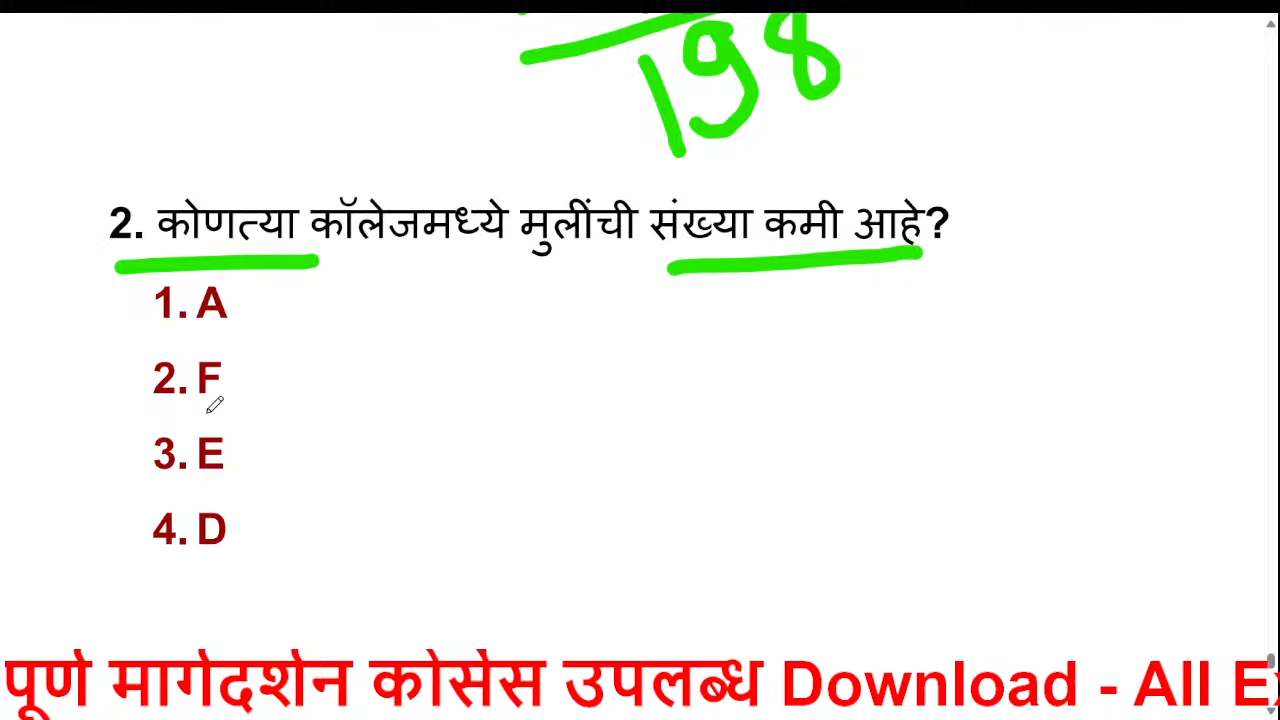 198
2. कोणत्या कॉलेजमध्ये मुलींची संख्या कमी आहे?
1. A
2. F
3. E
4. D
पूर्ण मार्गदर्शन कोर्सेस उपलब्ध Download - All